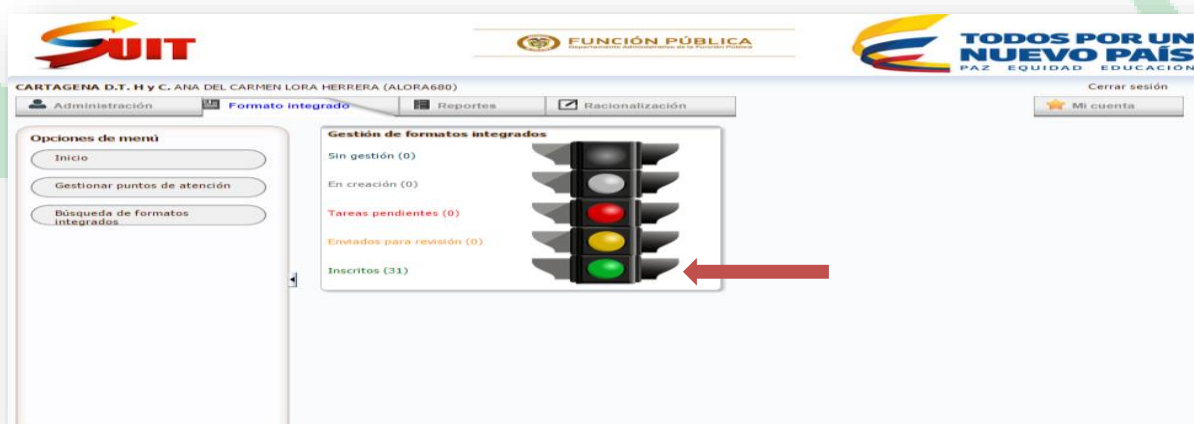 SUIT
FUNCIÓN PÚBLICA
Departamento Administrativo de la Función Pública
TODOS POR UN
NUEVO PAÍS
PAZ EQUIDAD EDUCACIÓN
CARTAGENA D.T. H y C. ANA DEL CARMEN LORA HERRERA (ALORA680)
Cerrar sesión
Administración
Formato integrado
Reportes
Racionalización
Mi cuenta
Opciones de menú
Inicio
Gestionar puntos de atención
Búsqueda de formatos
integrados
Gestión de formatos integrados
Sin gestión (0)
En creación (0)
Tareas pendientes (0)
Enviados para revisión (0)
Inscritos (31)